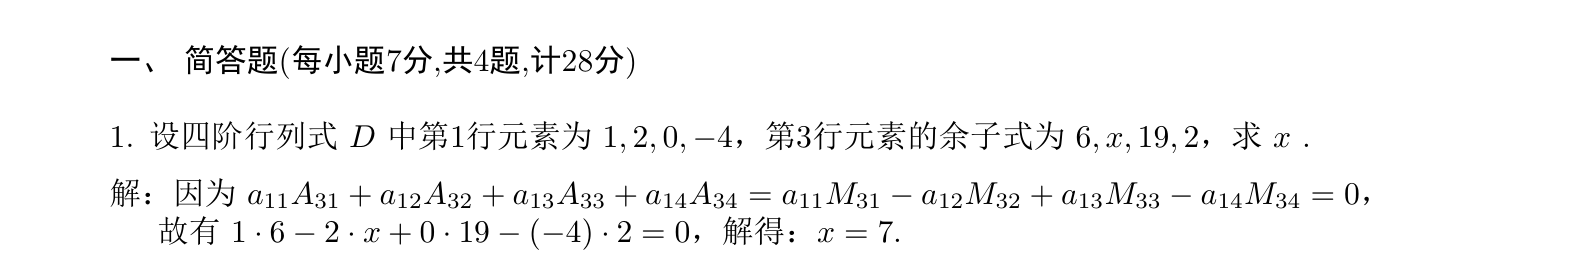 一、 简答题(每小题7分,共4题,计28分)
1. 设四阶行列式 $D$ 中第1行元素为 $1, 2, 0, -4$，第3行元素的余子式为 $6, x, 19, 2$，求 $x$ .
解：因为 $a_{11}A_{31} + a_{12}A_{32} + a_{13}A_{33} + a_{14}A_{34} = a_{11}M_{31} - a_{12}M_{32} + a_{13}M_{33} - a_{14}M_{34} = 0$，
故有 $1 \cdot 6 - 2 \cdot x + 0 \cdot 19 - (-4) \cdot 2 = 0$，解得：$x = 7$.